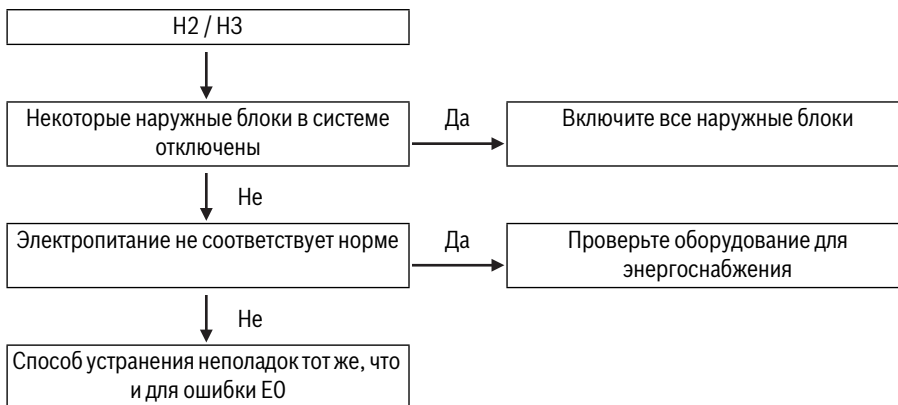 H2 / H3
Некоторые наружные блоки в системе
отключены
Да
Включите все наружные блоки
Не
Электропитание не соответствует норме
Да
Проверьте оборудование для
энергоснабжения
Не
Способ устранения неполадок тот же, что
и для ошибки E0